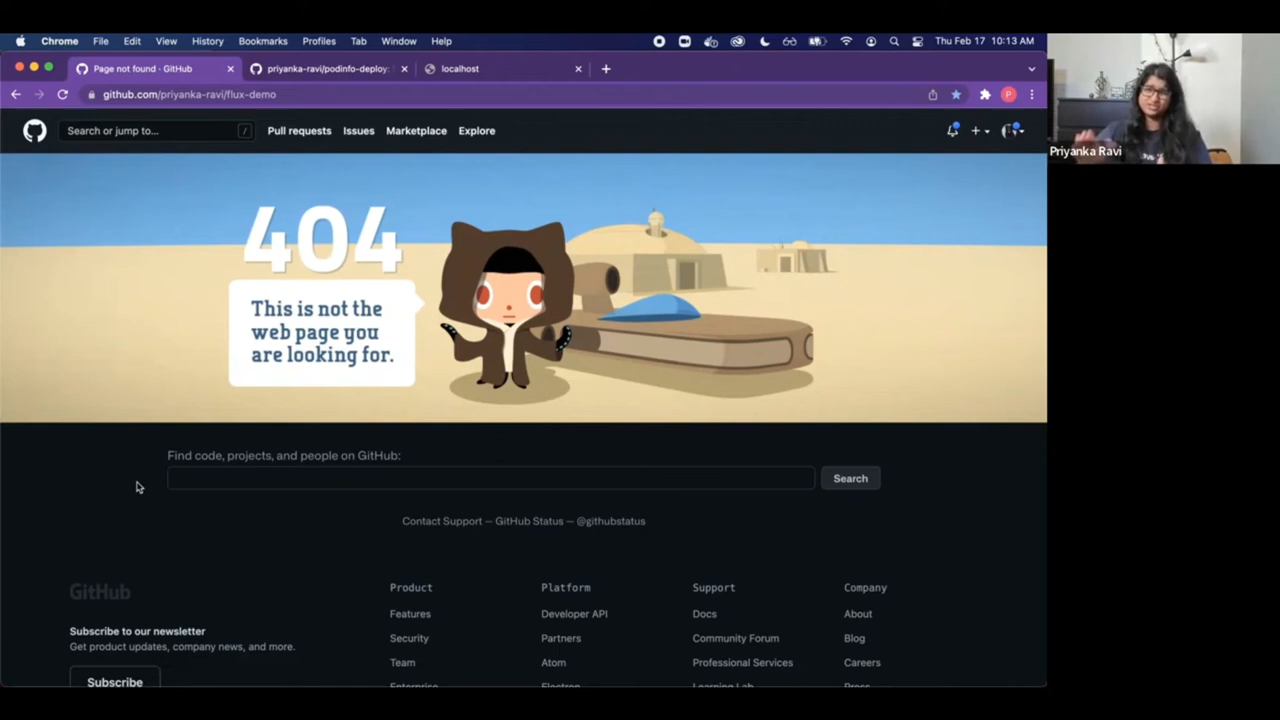 Chrome File Edit View History Bookmarks Profiles Tab Window Help Thu Feb 17 10:13 AM
Page not found · GitHub priyanka-ravi/podinfo-deploy: localhost
github.com/priyanka-ravi/flux-demo P
Search or jump to... / Pull requests Issues Marketplace Explore
Priyanka Ravi
404
This is not the
web page you
are looking for.
Find code, projects, and people on GitHub:
Search
Contact Support — GitHub Status — @githubstatus
GitHub
Subscribe to our newsletter
Get product updates, company news, and more.
Subscribe
Product
Features
Security
Team
Enterprise
Platform
Developer API
Partners
Atom
Electron
Support
Docs
Community Forum
Professional Services
Learning Lab
Company
About
Blog
Careers
Press